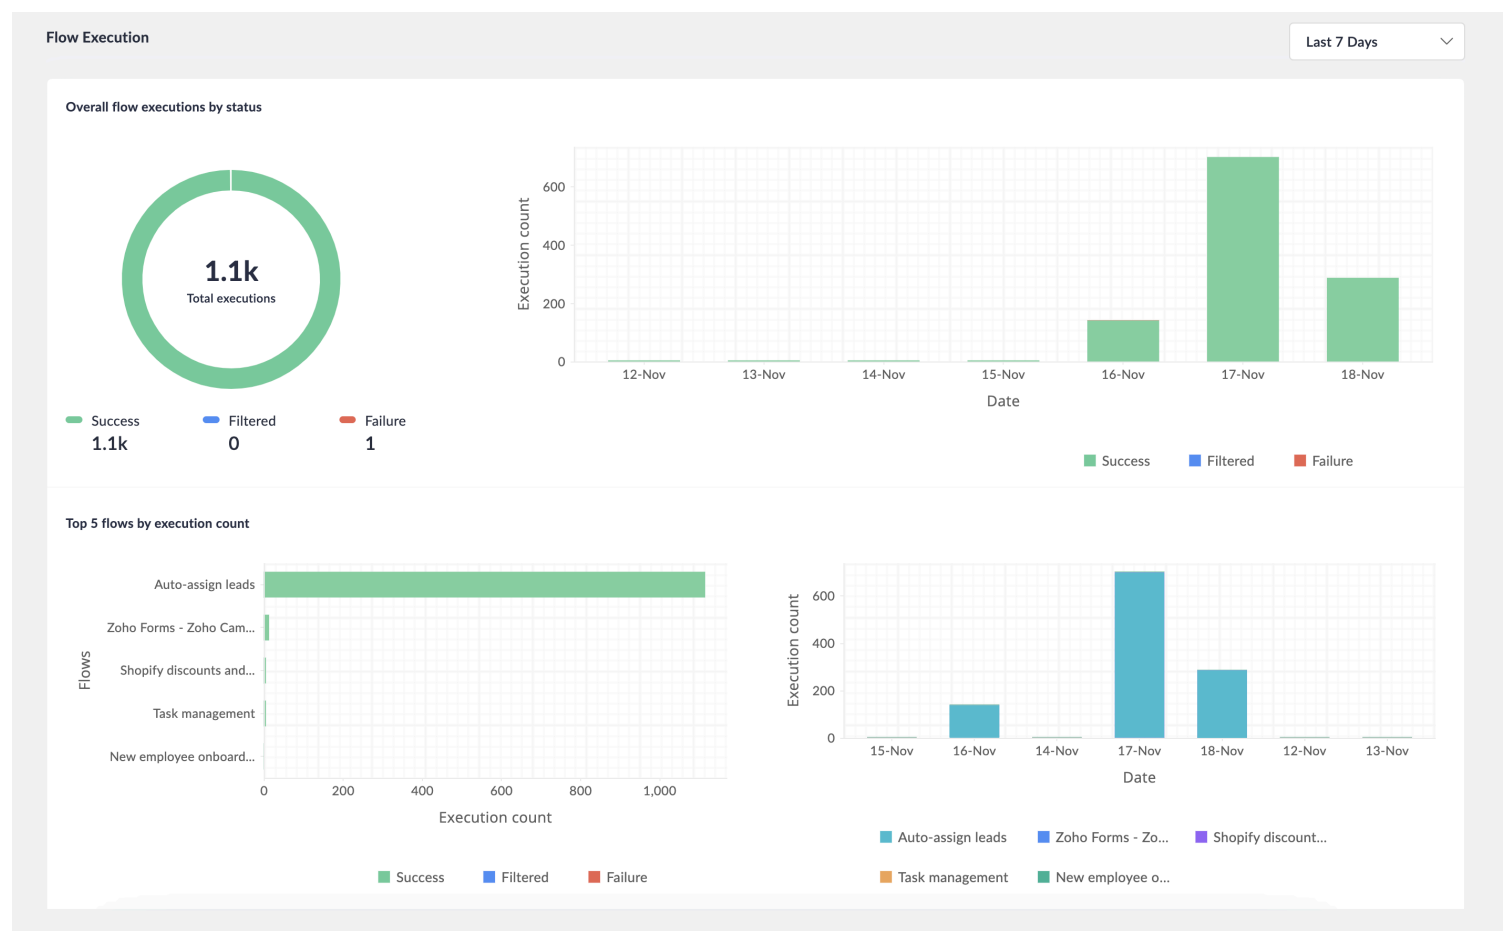 Flow Execution
Last 7 Days
Overall flow executions by status
1.1k
Total executions
Success
1.1k
Filtered
0
Failure
1
Execution count
600
400
200
0
12-Nov 13-Nov 14-Nov 15-Nov 16-Nov 17-Nov 18-Nov
Date
Success Filtered Failure
Top 5 flows by execution count
Flows
Auto-assign leads
Zoho Forms - Zoho Cam...
Shopify discounts and...
Task management
New employee onboard...
0 200 400 600 800 1,000
Execution count
Success Filtered Failure
Execution count
600
400
200
0
15-Nov 16-Nov 14-Nov 17-Nov 18-Nov 12-Nov 13-Nov
Date
Auto-assign leads Zoho Forms - Zo... Shopify discount...
Task management New employee o...